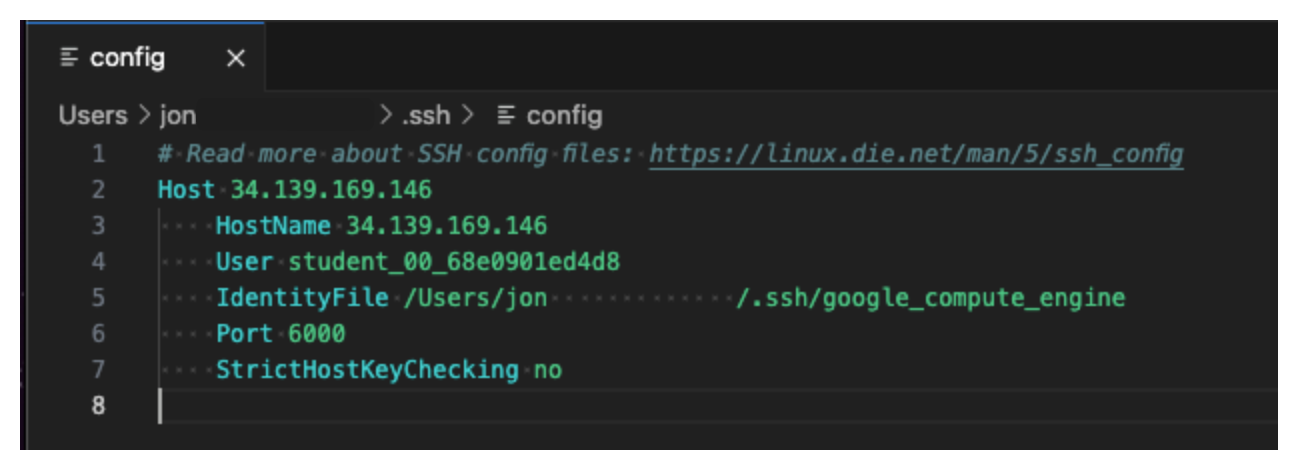 config
Users > jon > .ssh > config
1 # Read more about SSH config files: https://linux.die.net/man/5/ssh_config
2 Host 34.139.169.146
3 HostName 34.139.169.146
4 User student_00_68e0901ed4d8
5 IdentityFile /Users/jon /.ssh/google_compute_engine
6 Port 6000
7 StrictHostKeyChecking no
8